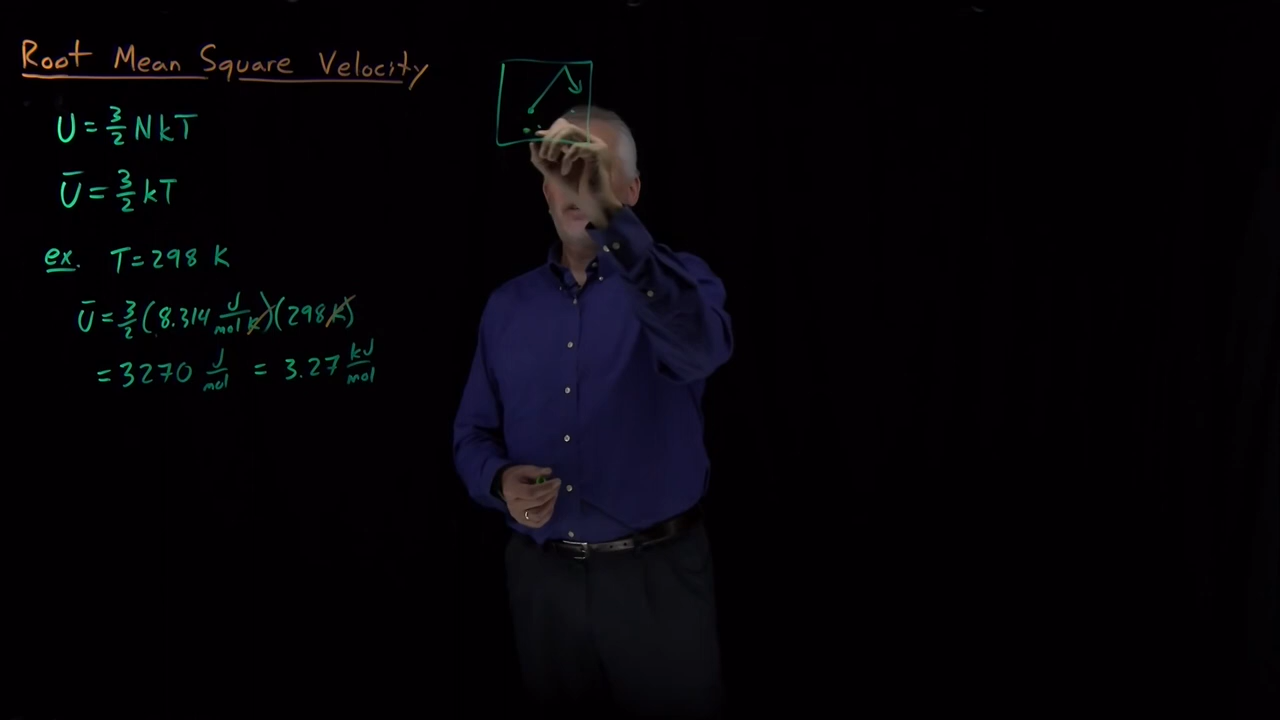 Root Mean Square Velocity
U = 3/2 NkT
U̅ = 3/2 kT
ex. T = 298 K
U̅ = 3/2 (8.314 J/mol K)(298 K)
= 3270 J/mol = 3.27 kJ/mol